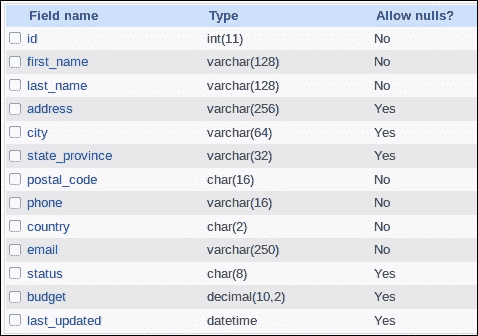 Field name Type Allow nulls?
id int(11) No
first_name varchar(128) No
last_name varchar(128) No
address varchar(256) Yes
city varchar(64) Yes
state_province varchar(32) Yes
postal_code char(16) No
phone varchar(16) No
country char(2) No
email varchar(250) No
status char(8) Yes
budget decimal(10,2) Yes
last_updated datetime Yes